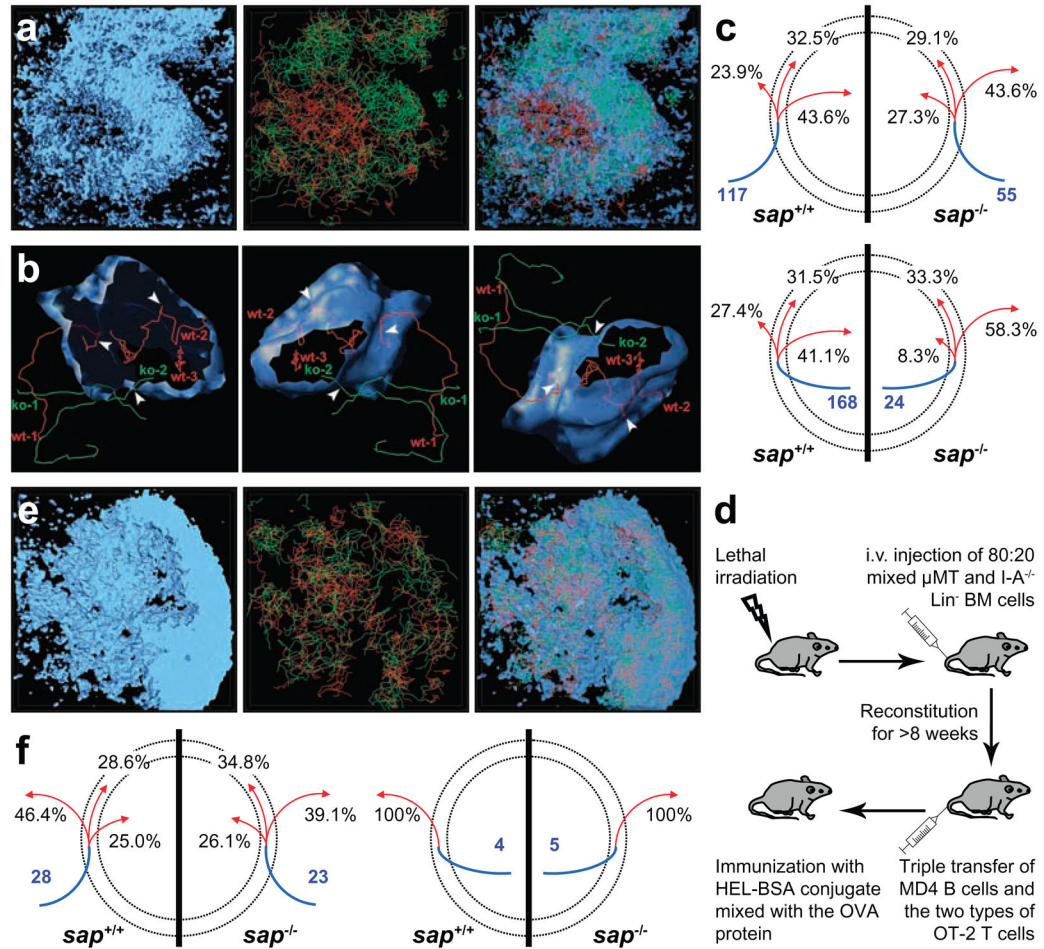 a
c
32.5%
29.1%
23.9%
43.6%
43.6%
27.3%
117
55
sap+/+
sap-/-
b
wt-1
ko-1
wt-2
wt-3
ko-2
ko-1
wt-1
wt-2
wt-3
ko-2
ko-1
wt-1
wt-1
ko-1
ko-2
wt-3
wt-2
31.5%
33.3%
27.4%
58.3%
41.1%
8.3%
168
24
sap+/+
sap-/-
d
Lethal
irradiation
i.v. injection of 80:20
mixed µMT and I-A-/-
Lin- BM cells
Reconstitution
for >8 weeks
Immunization with
HEL-BSA conjugate
mixed with the OVA
protein
Triple transfer of
MD4 B cells and
the two types of
OT-2 T cells
e
f
28.6%
34.8%
46.4%
39.1%
25.0%
26.1%
28
23
sap+/+
sap-/-
100%
100%
4
5
sap+/+
sap-/-